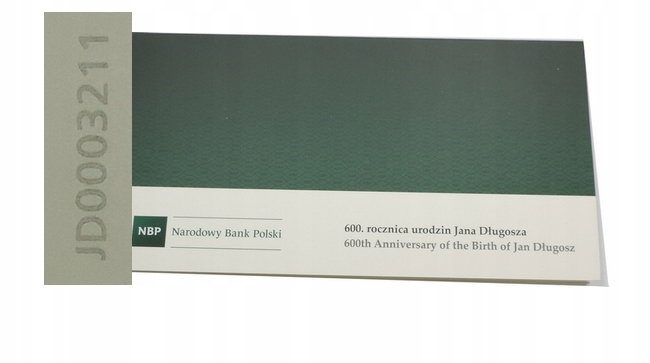 JD0003211
NBP Narodowy Bank Polski
600. rocznica urodzin Jana Długosza
600th Anniversary of the Birth of Jan Długosz